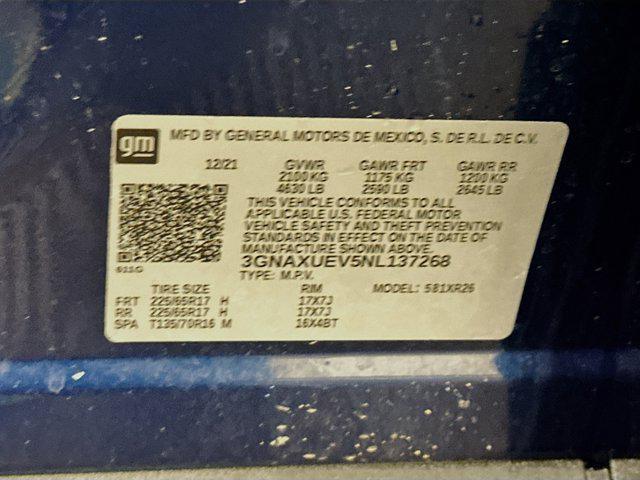 gm MFD BY GENERAL MOTORS DE MEXICO, S. DE R.L. DE C.V.
12/21 GVWR GAWR FRT GAWR RR
2100 KG 1175 KG 1200 KG
4630 LB 2590 LB 2645 LB
THIS VEHICLE CONFORMS TO ALL
APPLICABLE U.S. FEDERAL MOTOR
VEHICLE SAFETY AND THEFT PREVENTION
STANDARDS IN EFFECT ON THE DATE OF
MANUFACTURE SHOWN ABOVE.
3GNAXUEV5NL137268
TYPE: M.P.V.
TIRE SIZE RIM MODEL: 581XR26
FRT 225/65R17 H 17X7J
RR 225/65R17 H 17X7J
SPA T135/70R16 M 16X4BT